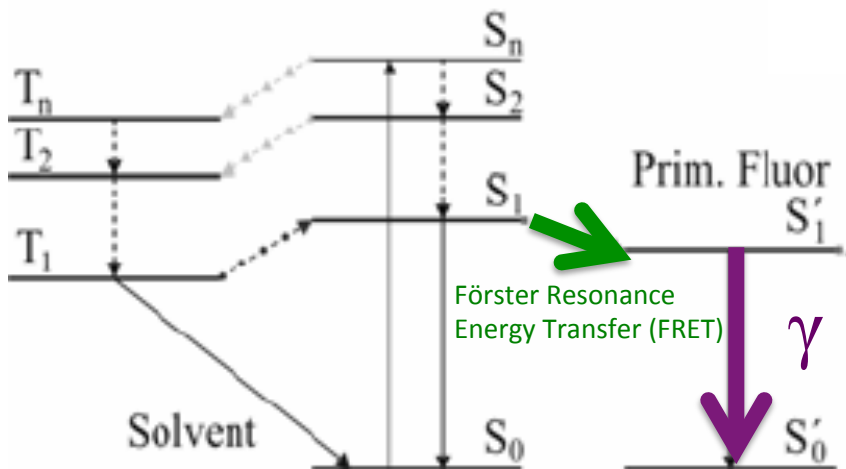 Sₙ
Tₙ
S₂
T₂
Prim. Fluor
S₁
S′₁
T₁
Förster Resonance
Energy Transfer (FRET)
γ
Solvent
S₀
S′₀